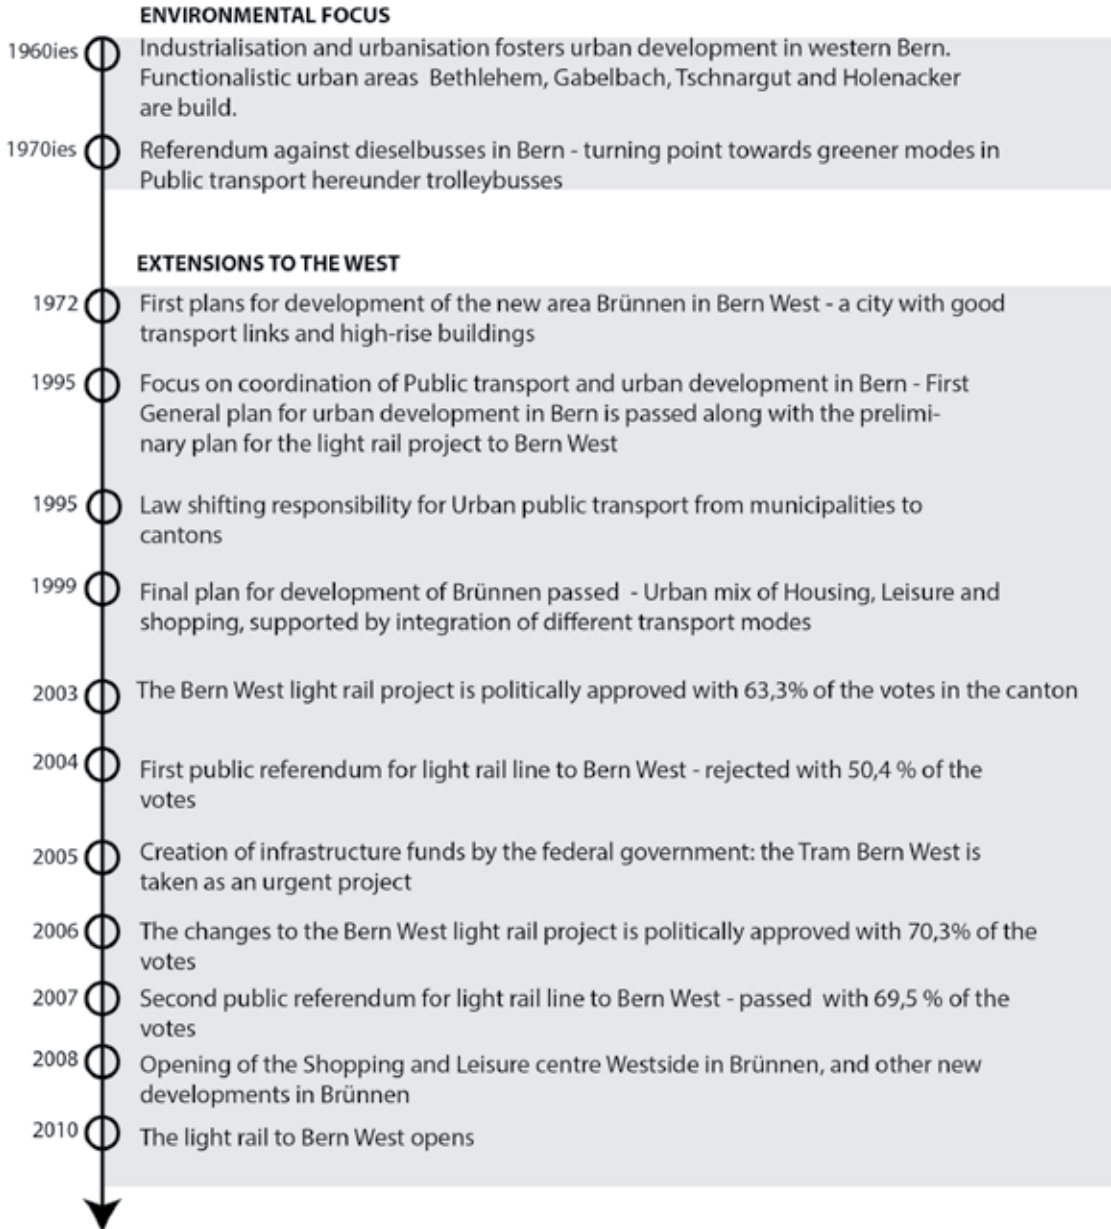 ENVIRONMENTAL FOCUS
1960ies
Industrialisation and urbanisation fosters urban development in western Bern.
Functionalistic urban areas Bethlehem, Gabelbach, Tschnargut and Holenacker
are build.
1970ies
Referendum against dieselbusses in Bern - turning point towards greener modes in
Public transport hereunder trolleybusses
EXTENSIONS TO THE WEST
1972
First plans for development of the new area Brünnen in Bern West - a city with good
transport links and high-rise buildings
1995
Focus on coordination of Public transport and urban development in Bern - First
General plan for urban development in Bern is passed along with the prelimi-
nary plan for the light rail project to Bern West
1995
Law shifting responsibility for Urban public transport from municipalities to
cantons
1999
Final plan for development of Brünnen passed - Urban mix of Housing, Leisure and
shopping, supported by integration of different transport modes
2003
The Bern West light rail project is politically approved with 63,3% of the votes in the canton
2004
First public referendum for light rail line to Bern West - rejected with 50,4 % of the
votes
2005
Creation of infrastructure funds by the federal government: the Tram Bern West is
taken as an urgent project
2006
The changes to the Bern West light rail project is politically approved with 70,3% of the
votes
2007
Second public referendum for light rail line to Bern West - passed with 69,5 % of the
votes
2008
Opening of the Shopping and Leisure centre Westside in Brünnen, and other new
developments in Brünnen
2010
The light rail to Bern West opens